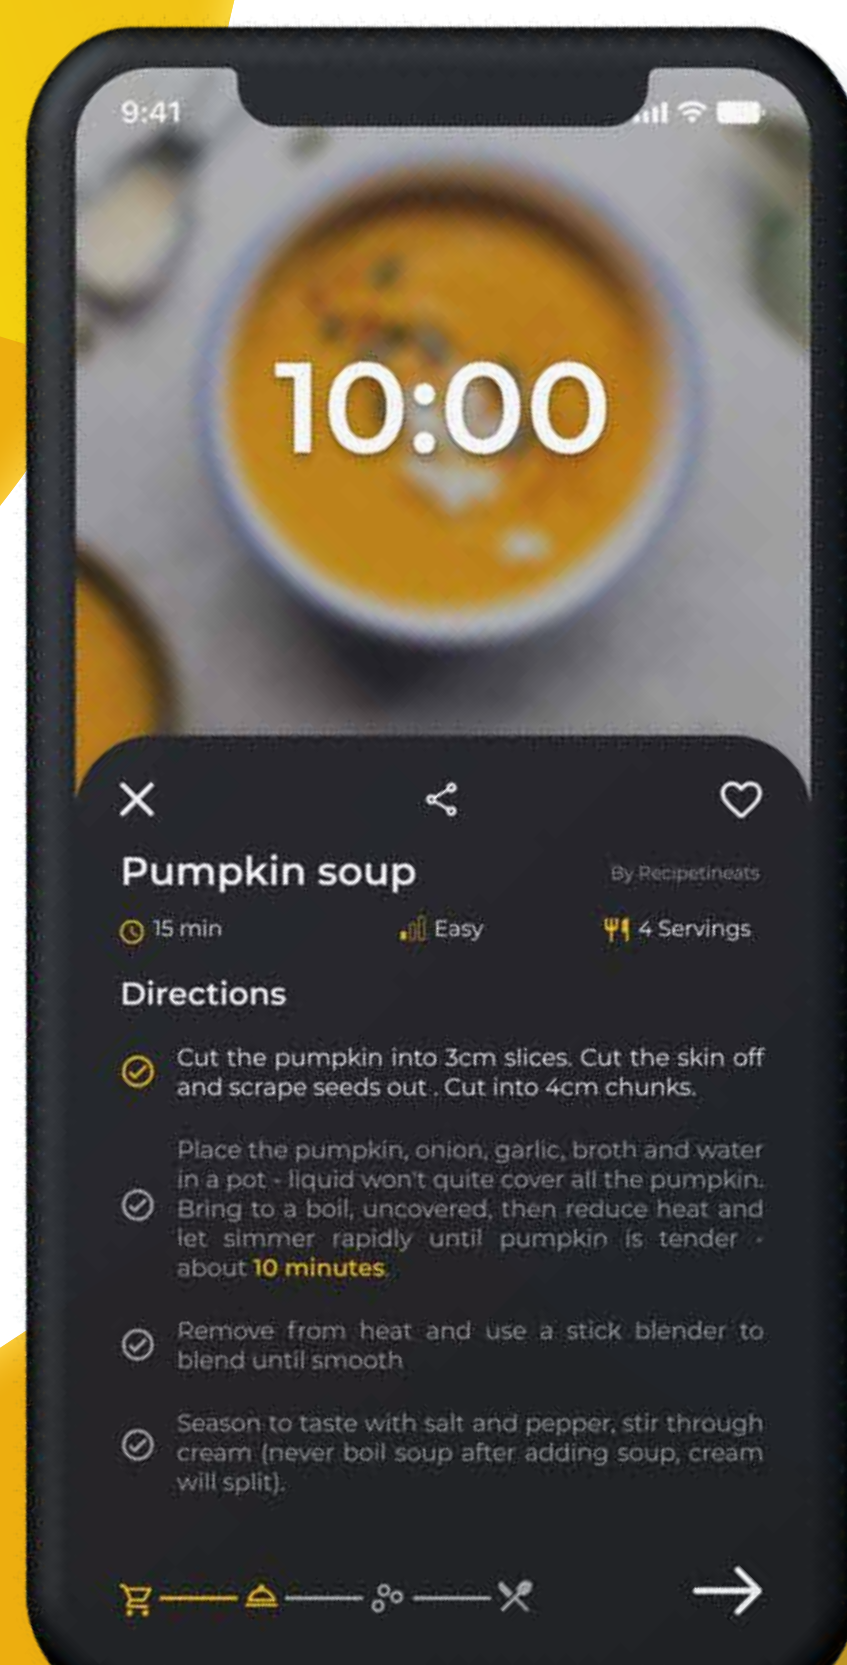 9:41
10:00
Pumpkin soup
By Recipetineats
15 min
Easy
4 Servings
Directions
Cut the pumpkin into 3cm slices. Cut the skin off
and scrape seeds out . Cut into 4cm chunks.
Place the pumpkin, onion, garlic, broth and water
in a pot - liquid won't quite cover all the pumpkin.
Bring to a boil, uncovered, then reduce heat and
let simmer rapidly until pumpkin is tender -
about 10 minutes.
Remove from heat and use a stick blender to
blend until smooth
Season to taste with salt and pepper, stir through
cream (never boil soup after adding soup, cream
will split).